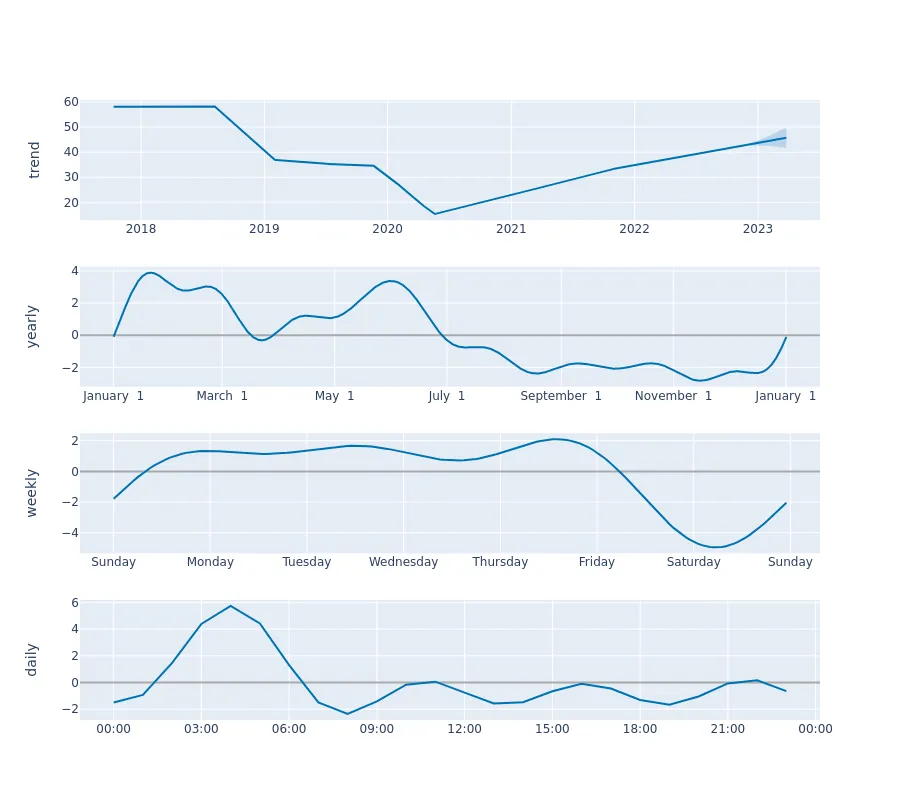 trend
60
50
40
30
20
2018 2019 2020 2021 2022 2023
yearly
4
2
0
−2
January 1 March 1 May 1 July 1 September 1 November 1 January 1
weekly
2
0
−2
−4
Sunday Monday Tuesday Wednesday Thursday Friday Saturday Sunday
daily
6
4
2
0
−2
00:00 03:00 06:00 09:00 12:00 15:00 18:00 21:00 00:00